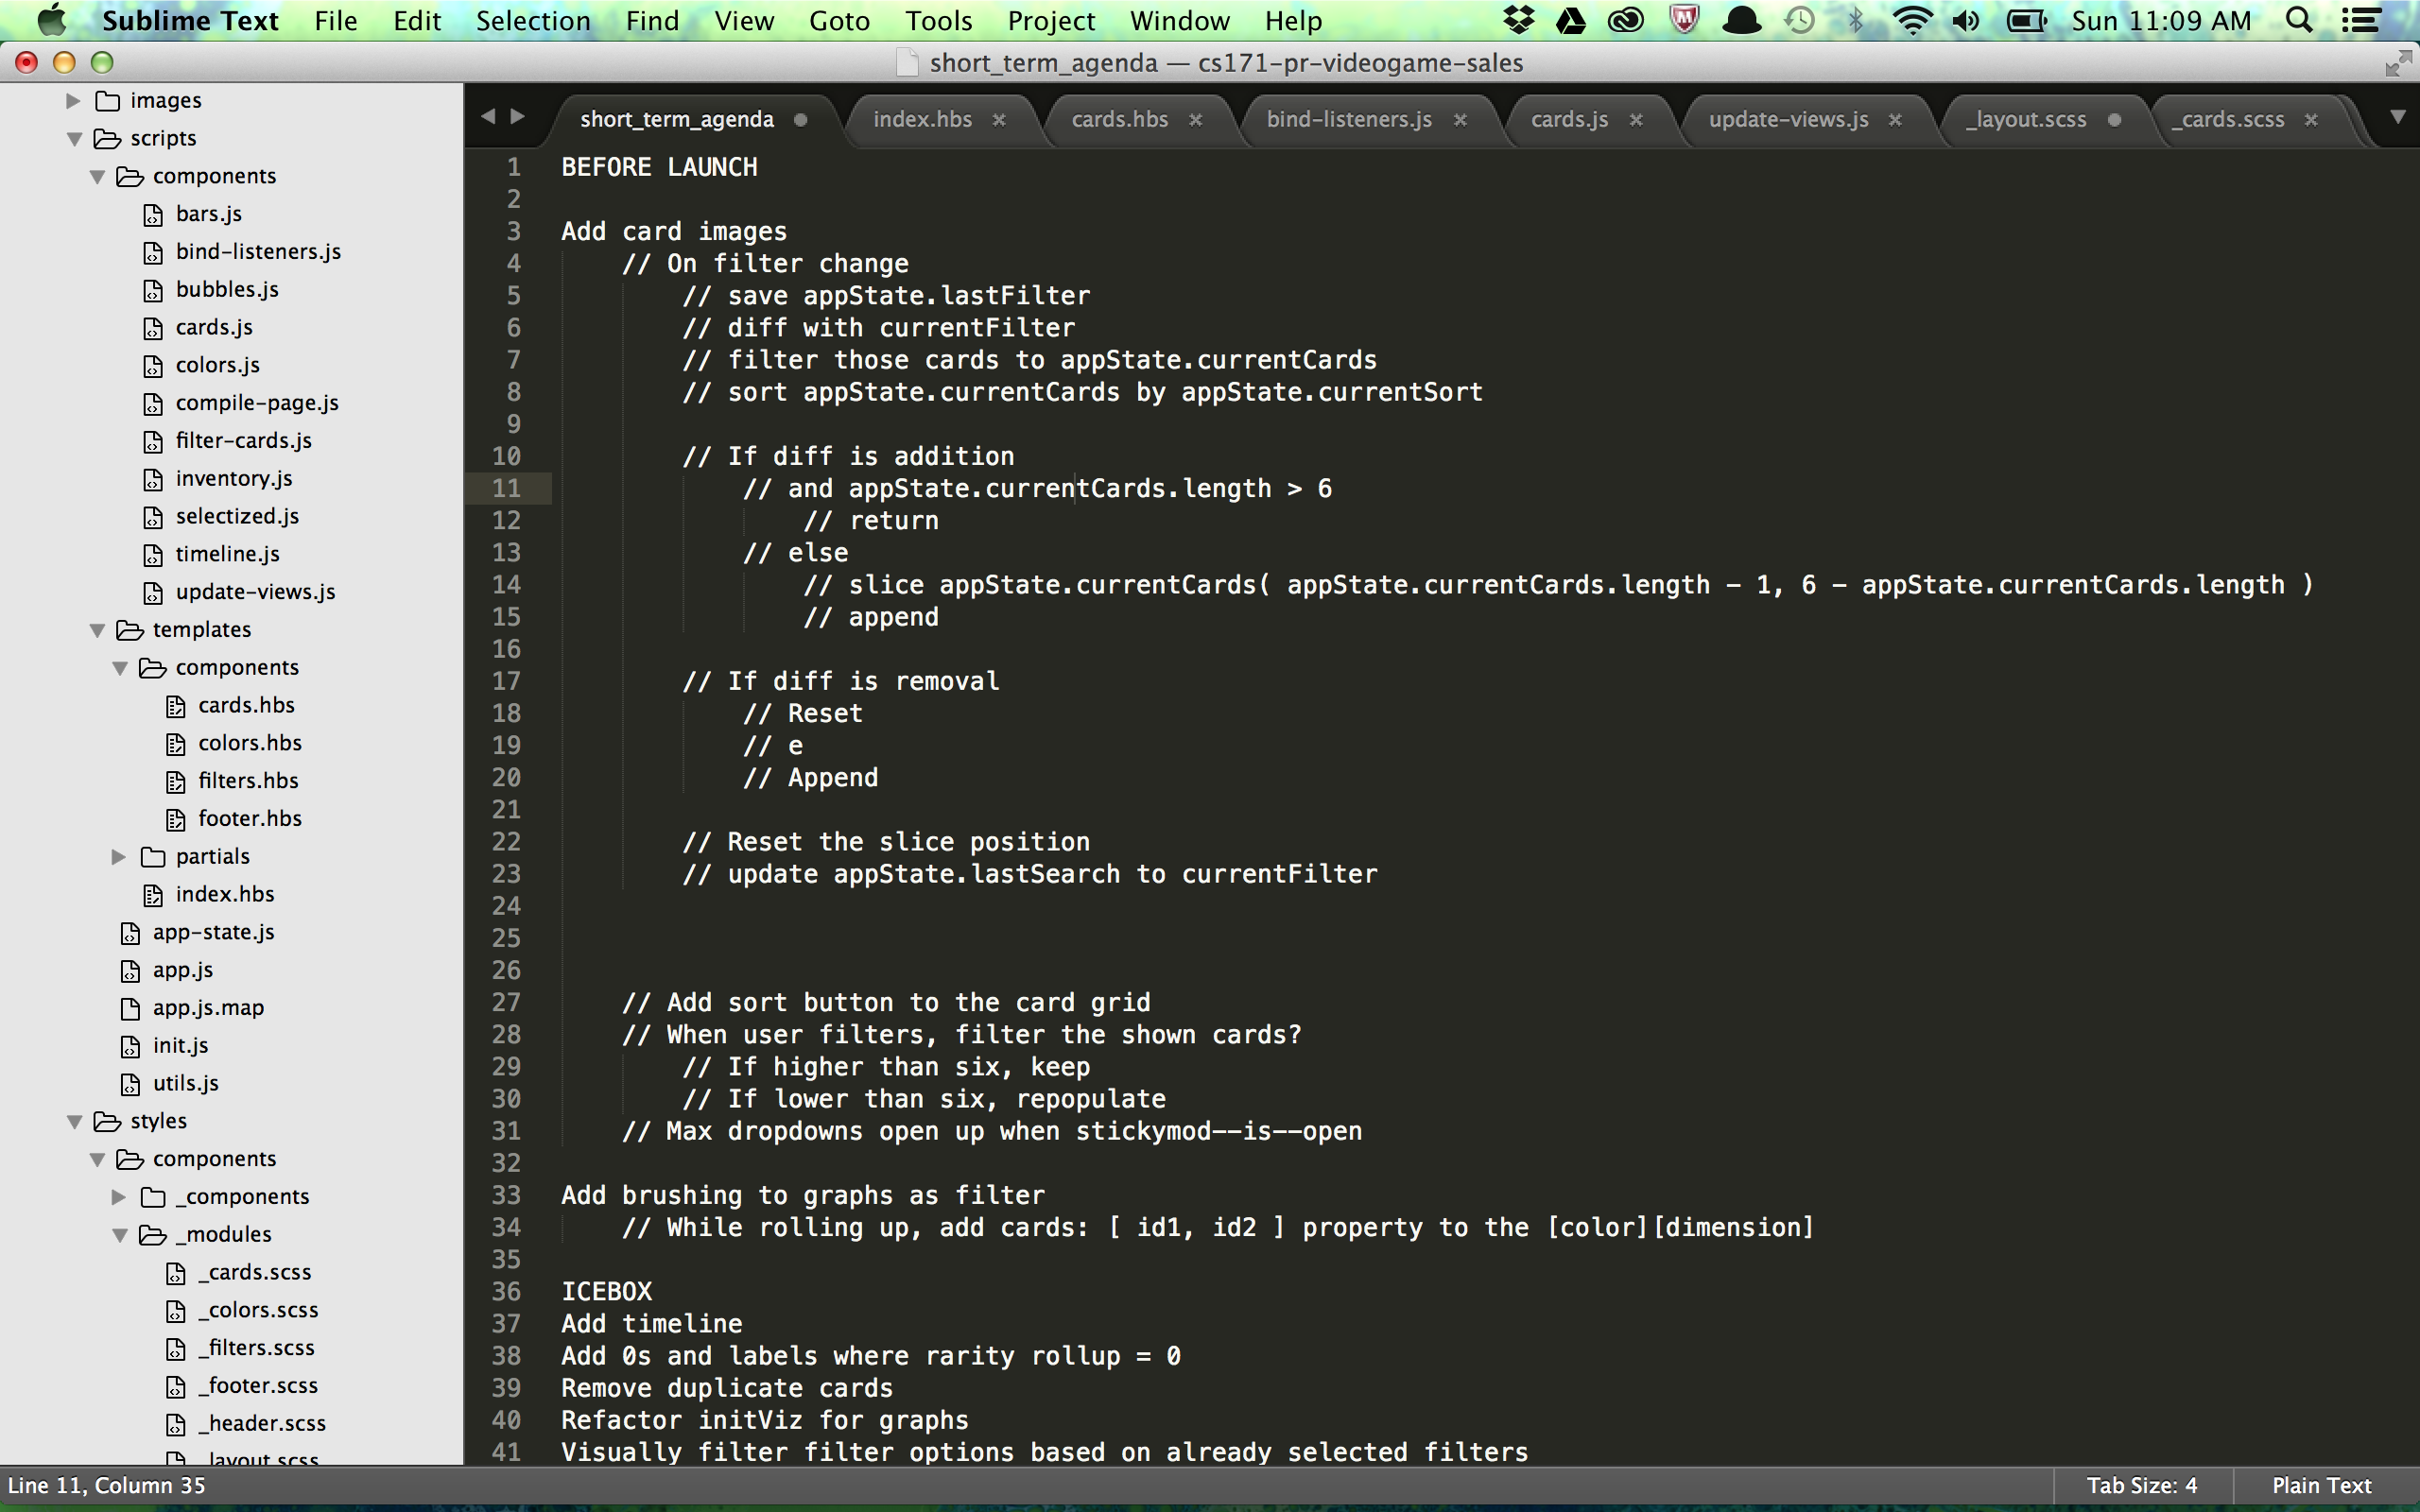 Sublime Text File Edit Selection Find View Goto Tools Project Window Help Sun 11:09 AM
short_term_agenda — cs171-pr-videogame-sales
images
scripts
components
bars.js
bind-listeners.js
bubbles.js
cards.js
colors.js
compile-page.js
filter-cards.js
inventory.js
selectized.js
timeline.js
update-views.js
templates
components
cards.hbs
colors.hbs
filters.hbs
footer.hbs
partials
index.hbs
app-state.js
app.js
app.js.map
init.js
utils.js
styles
components
_components
_modules
_cards.scss
_colors.scss
_filters.scss
_footer.scss
_header.scss
_layout.scss
short_term_agenda index.hbs cards.hbs bind-listeners.js cards.js update-views.js _layout.scss _cards.scss
1 BEFORE LAUNCH
2
3 Add card images
4 // On filter change
5 // save appState.lastFilter
6 // diff with currentFilter
7 // filter those cards to appState.currentCards
8 // sort appState.currentCards by appState.currentSort
9
10 // If diff is addition
11 // and appState.currentCards.length > 6
12 // return
13 // else
14 // slice appState.currentCards( appState.currentCards.length - 1, 6 - appState.currentCards.length )
15 // append
16
17 // If diff is removal
18 // Reset
19 // e
20 // Append
21
22 // Reset the slice position
23 // update appState.lastSearch to currentFilter
24
25
26
27 // Add sort button to the card grid
28 // When user filters, filter the shown cards?
29 // If higher than six, keep
30 // If lower than six, repopulate
31 // Max dropdowns open up when stickymod--is--open
32
33 Add brushing to graphs as filter
34 // While rolling up, add cards: [ id1, id2 ] property to the [color][dimension]
35
36 ICEBOX
37 Add timeline
38 Add 0s and labels where rarity rollup = 0
39 Remove duplicate cards
40 Refactor initViz for graphs
41 Visually filter filter options based on already selected filters
Line 11, Column 35 Tab Size: 4 Plain Text